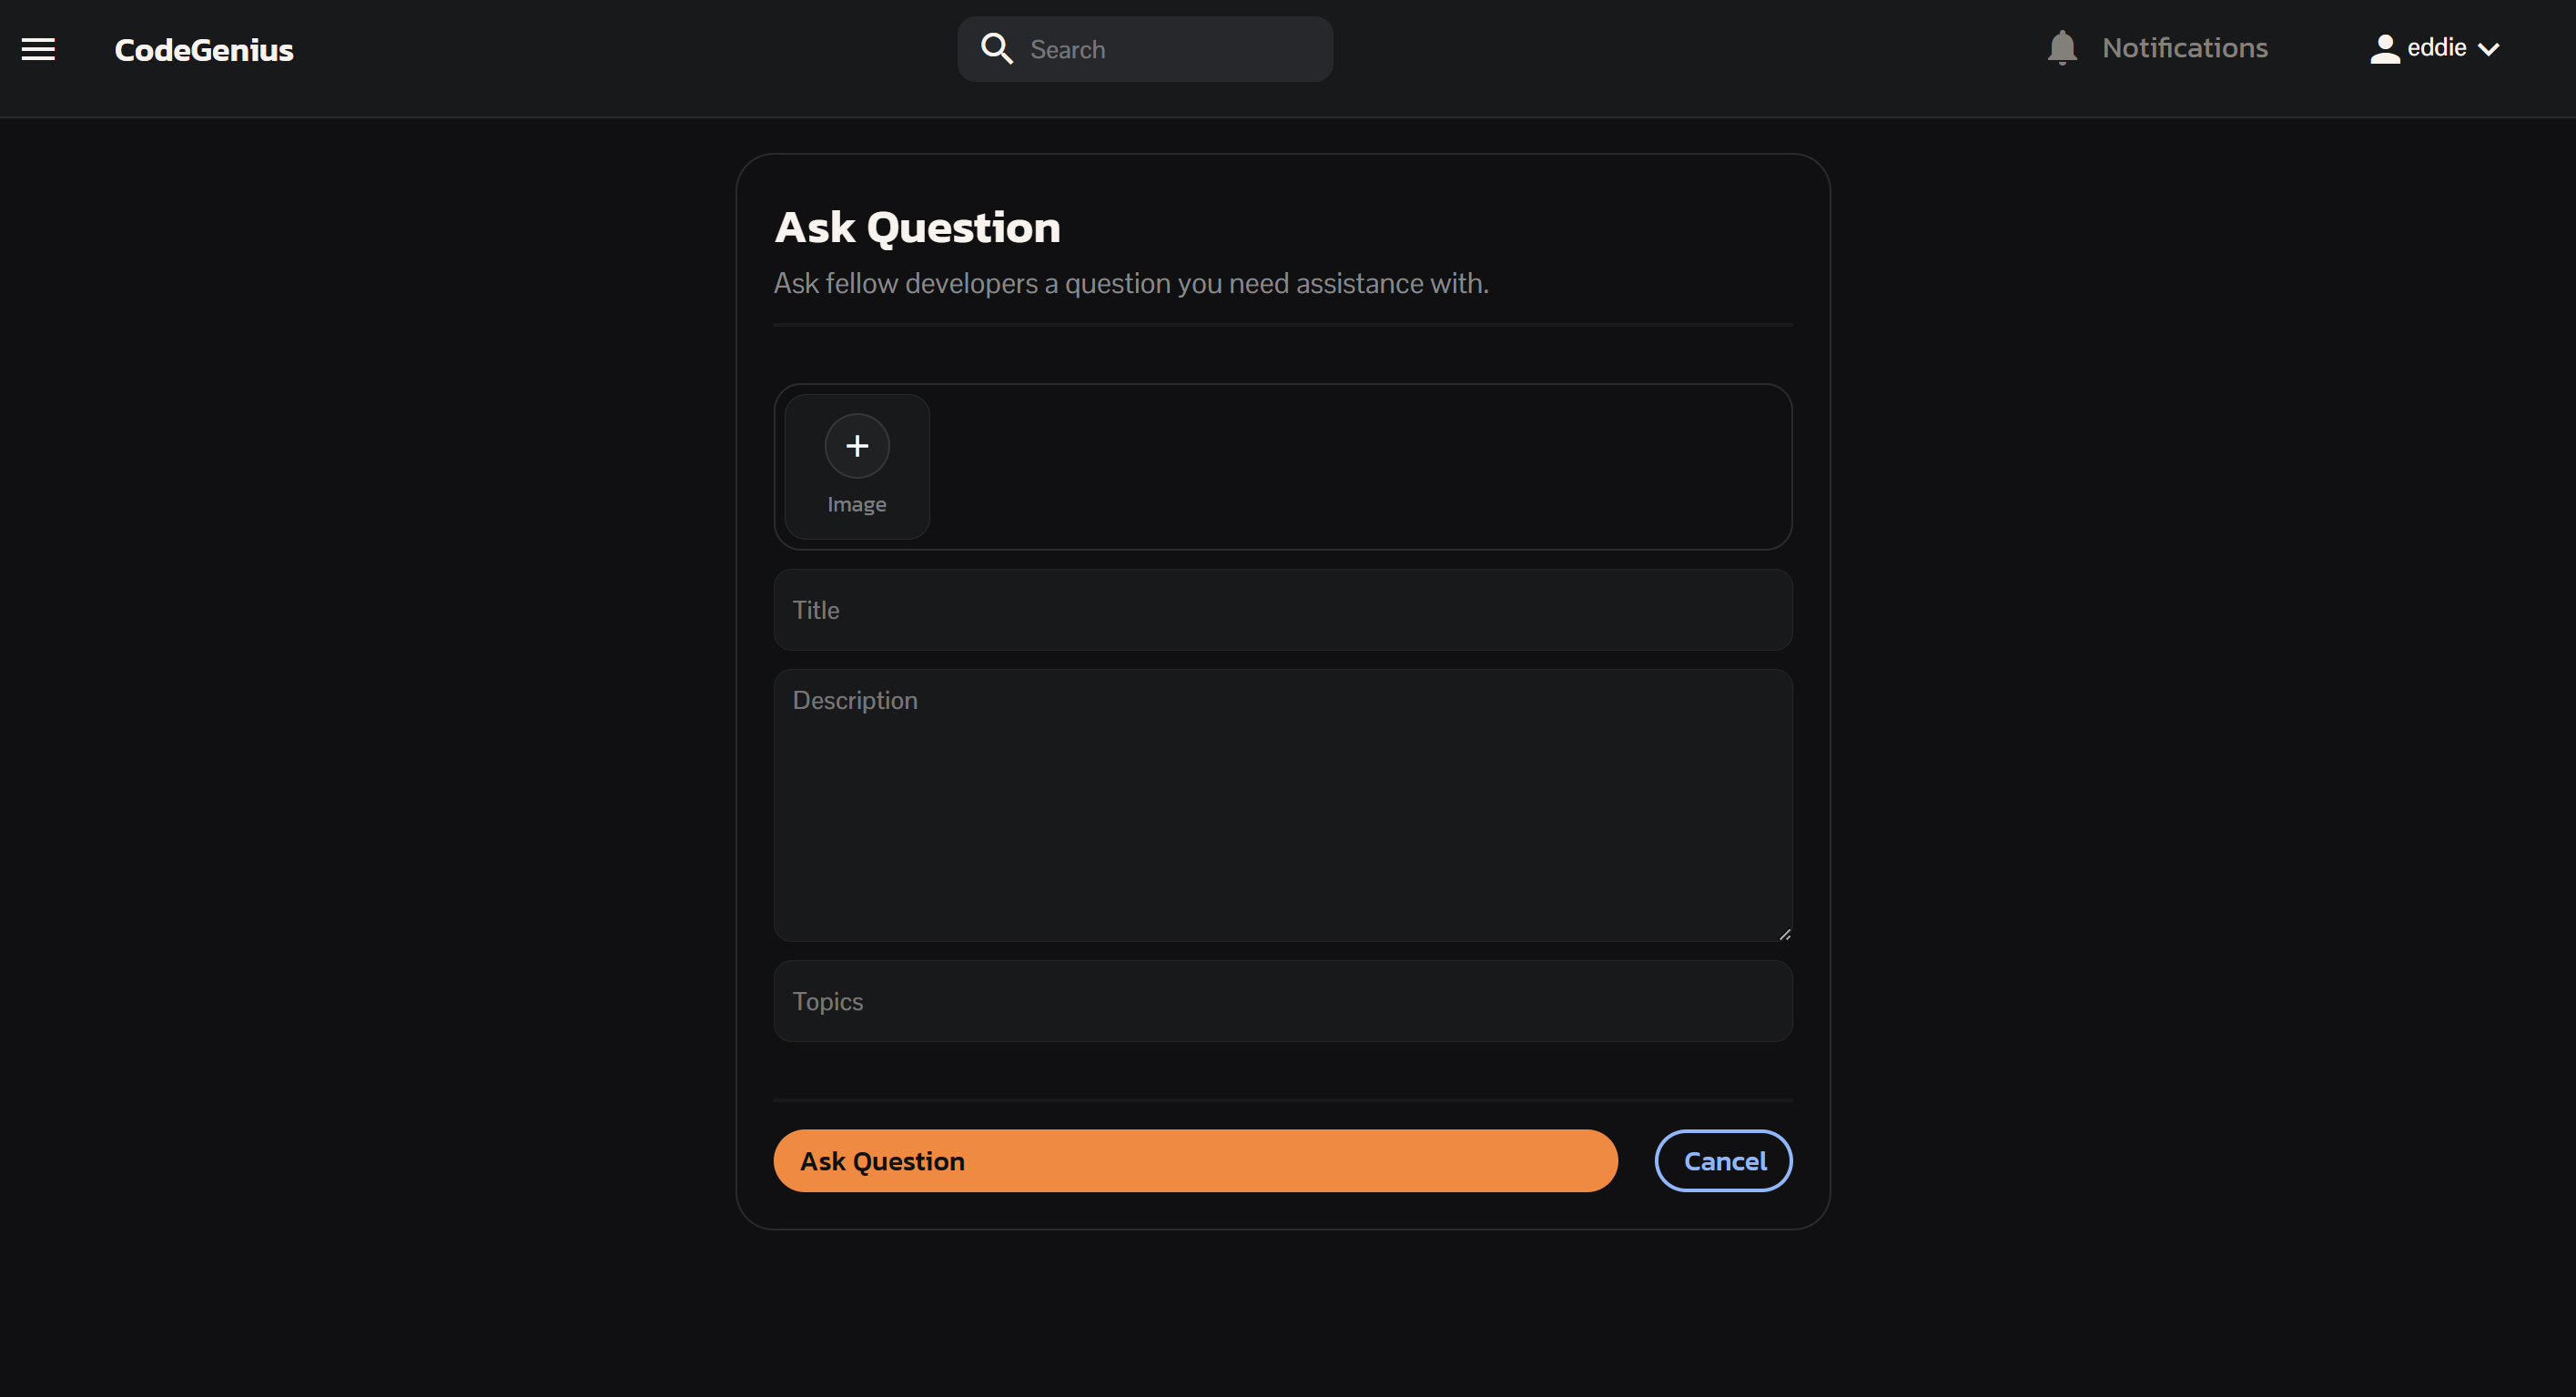 CodeGenius
Search
Notifications
eddie
Ask Question
Ask fellow developers a question you need assistance with.
Image
Title
Description
Topics
Ask Question
Cancel